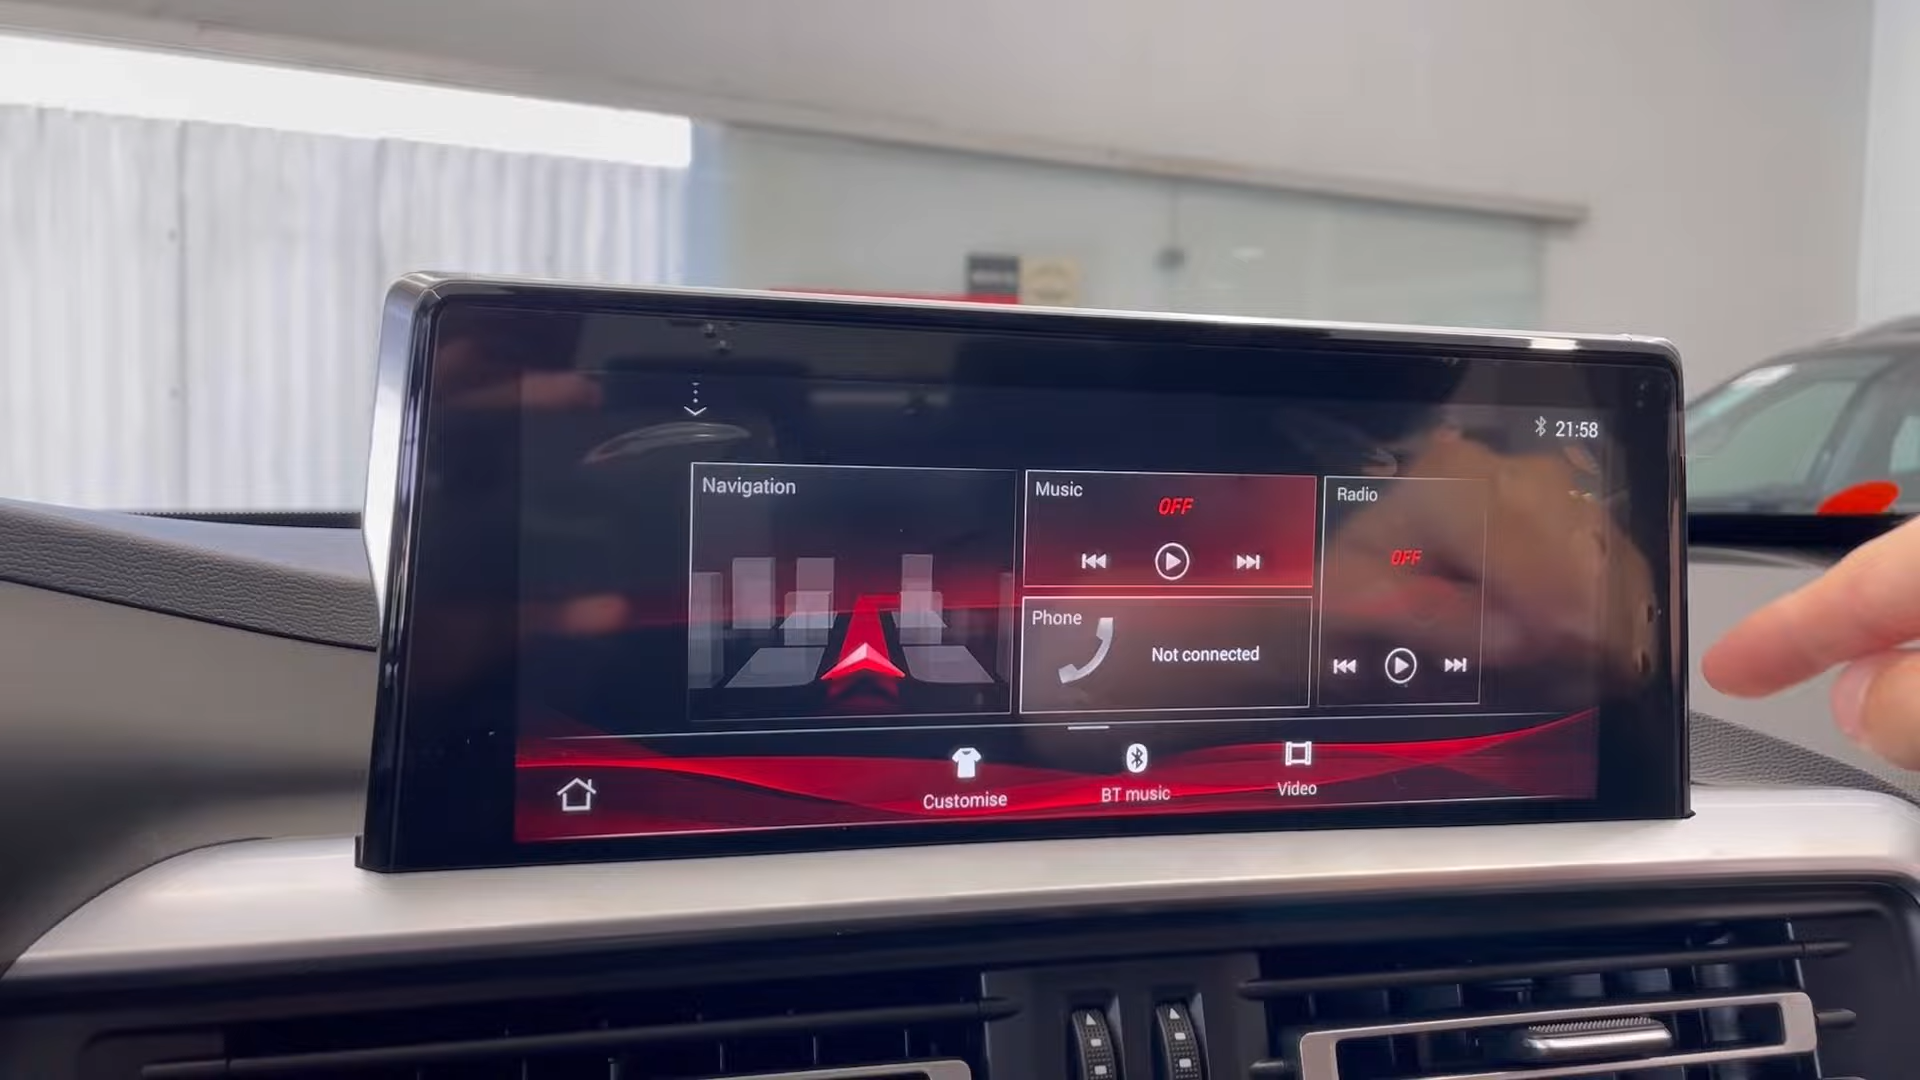 21:58
Navigation
Music
OFF
Radio
OFF
Phone
Not connected
Customise
BT music
Video